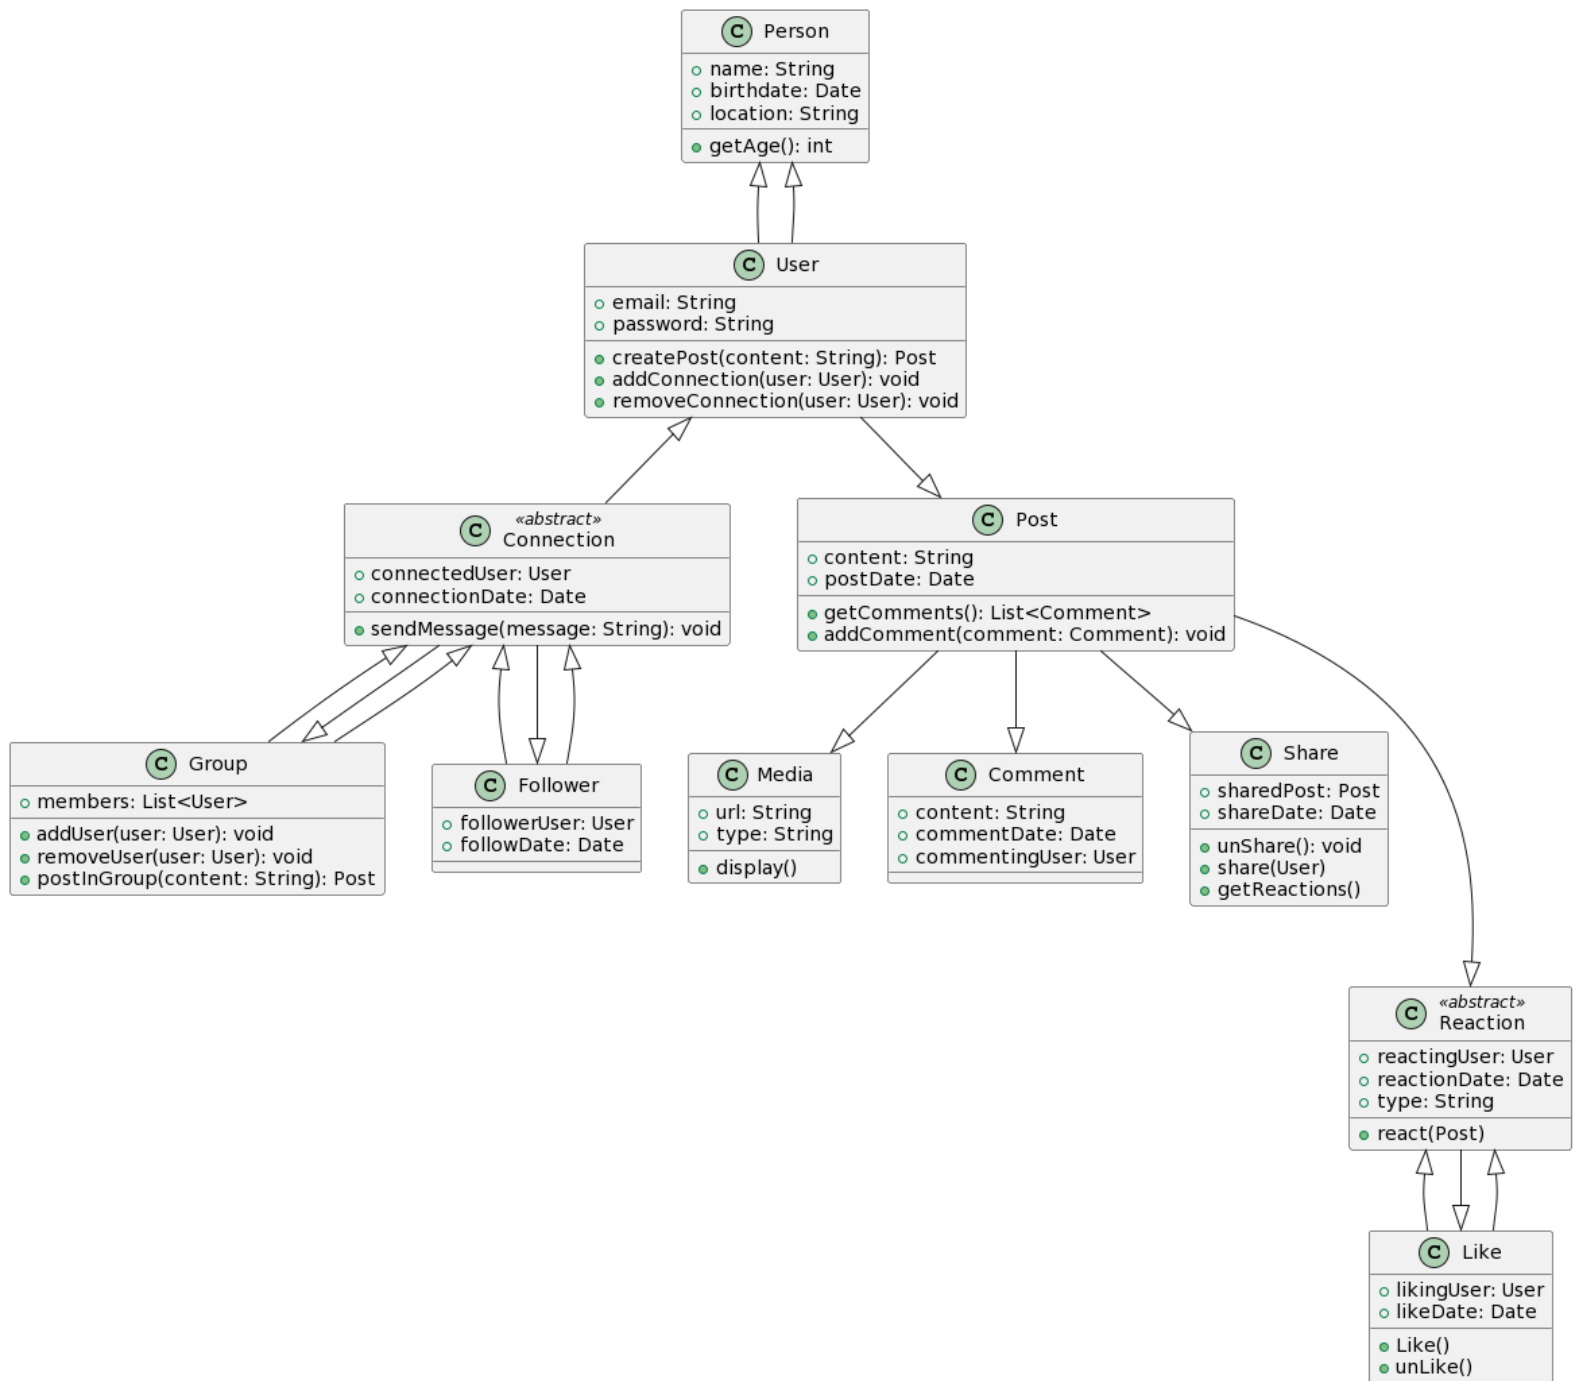 C Person
name: String
birthdate: Date
location: String
getAge(): int
C User
email: String
password: String
createPost(content: String): Post
addConnection(user: User): void
removeConnection(user: User): void
C «abstract»
Connection
connectedUser: User
connectionDate: Date
sendMessage(message: String): void
C Post
content: String
postDate: Date
getComments(): List<Comment>
addComment(comment: Comment): void
C Group
members: List<User>
addUser(user: User): void
removeUser(user: User): void
postInGroup(content: String): Post
C Follower
followerUser: User
followDate: Date
C Media
url: String
type: String
display()
C Comment
content: String
commentDate: Date
commentingUser: User
C Share
sharedPost: Post
shareDate: Date
unShare(): void
share(User)
getReactions()
C «abstract»
Reaction
reactingUser: User
reactionDate: Date
type: String
react(Post)
C Like
likingUser: User
likeDate: Date
Like()
unLike()